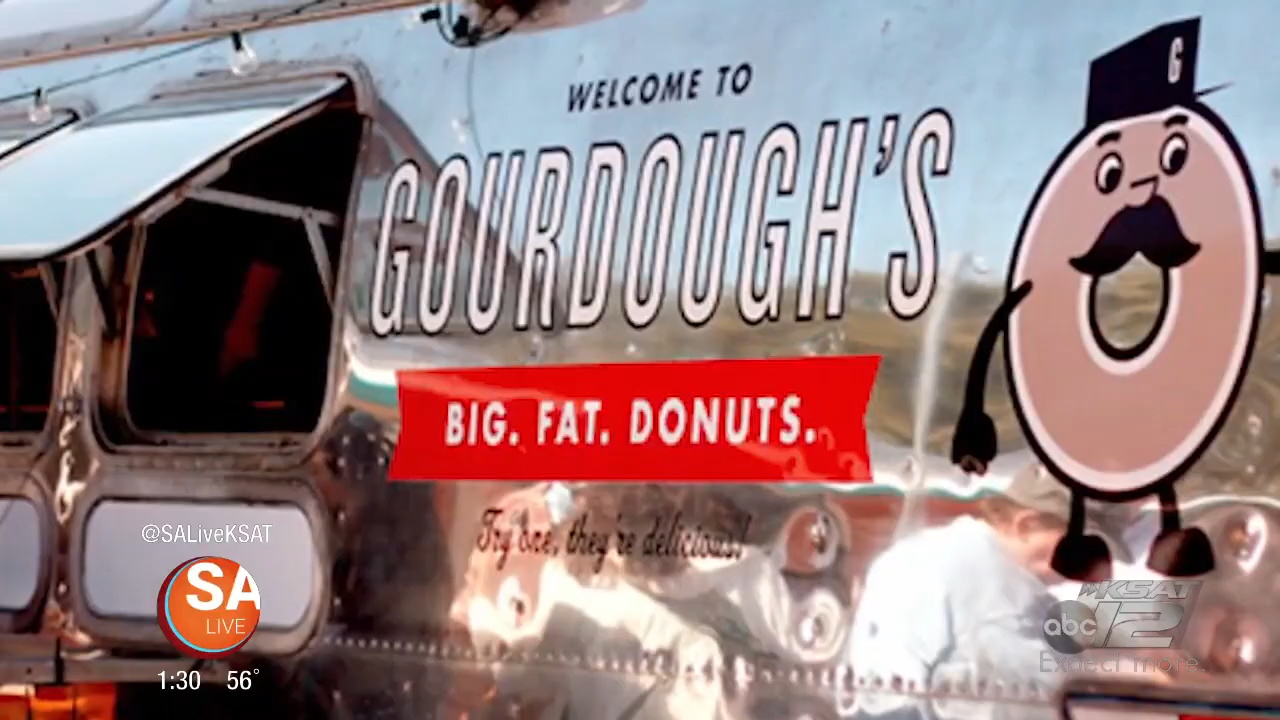 WELCOME TO
GOURDOUGH'S
G
BIG. FAT. DONUTS.
Try one, they're delicious!
@SALiveKSAT
SA
LIVE
1:30 56°
KSAT
abc 12
Expect more.